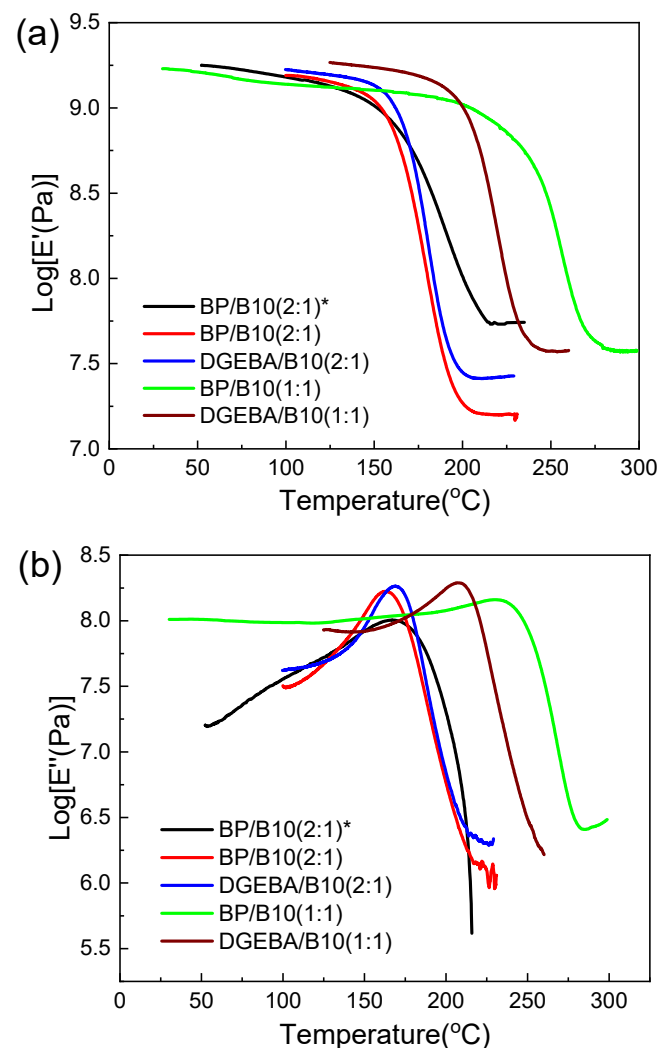 (a)
9.5
9.0
8.5
8.0
7.5
7.0
Log[E'(Pa)]
BP/B10(2:1)*
BP/B10(2:1)
DGEBA/B10(2:1)
BP/B10(1:1)
DGEBA/B10(1:1)
0 50 100 150 200 250 300
Temperature(°C)
(b)
8.5
8.0
7.5
7.0
6.5
6.0
5.5
Log[E''(Pa)]
BP/B10(2:1)*
BP/B10(2:1)
DGEBA/B10(2:1)
BP/B10(1:1)
DGEBA/B10(1:1)
0 50 100 150 200 250 300
Temperature(°C)